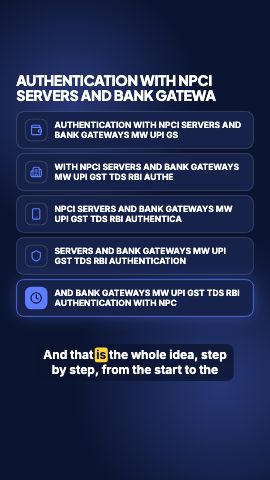 AUTHENTICATION WITH NPCI
SERVERS AND BANK GATEWA
AUTHENTICATION WITH NPCI SERVERS AND
BANK GATEWAYS MW UPI GS
WITH NPCI SERVERS AND BANK GATEWAYS
MW UPI GST TDS RBI AUTHE
NPCI SERVERS AND BANK GATEWAYS MW
UPI GST TDS RBI AUTHENTICA
SERVERS AND BANK GATEWAYS MW UPI
GST TDS RBI AUTHENTICATION
AND BANK GATEWAYS MW UPI GST TDS RBI
AUTHENTICATION WITH NPC
And that is the whole idea, step
by step, from the start to the